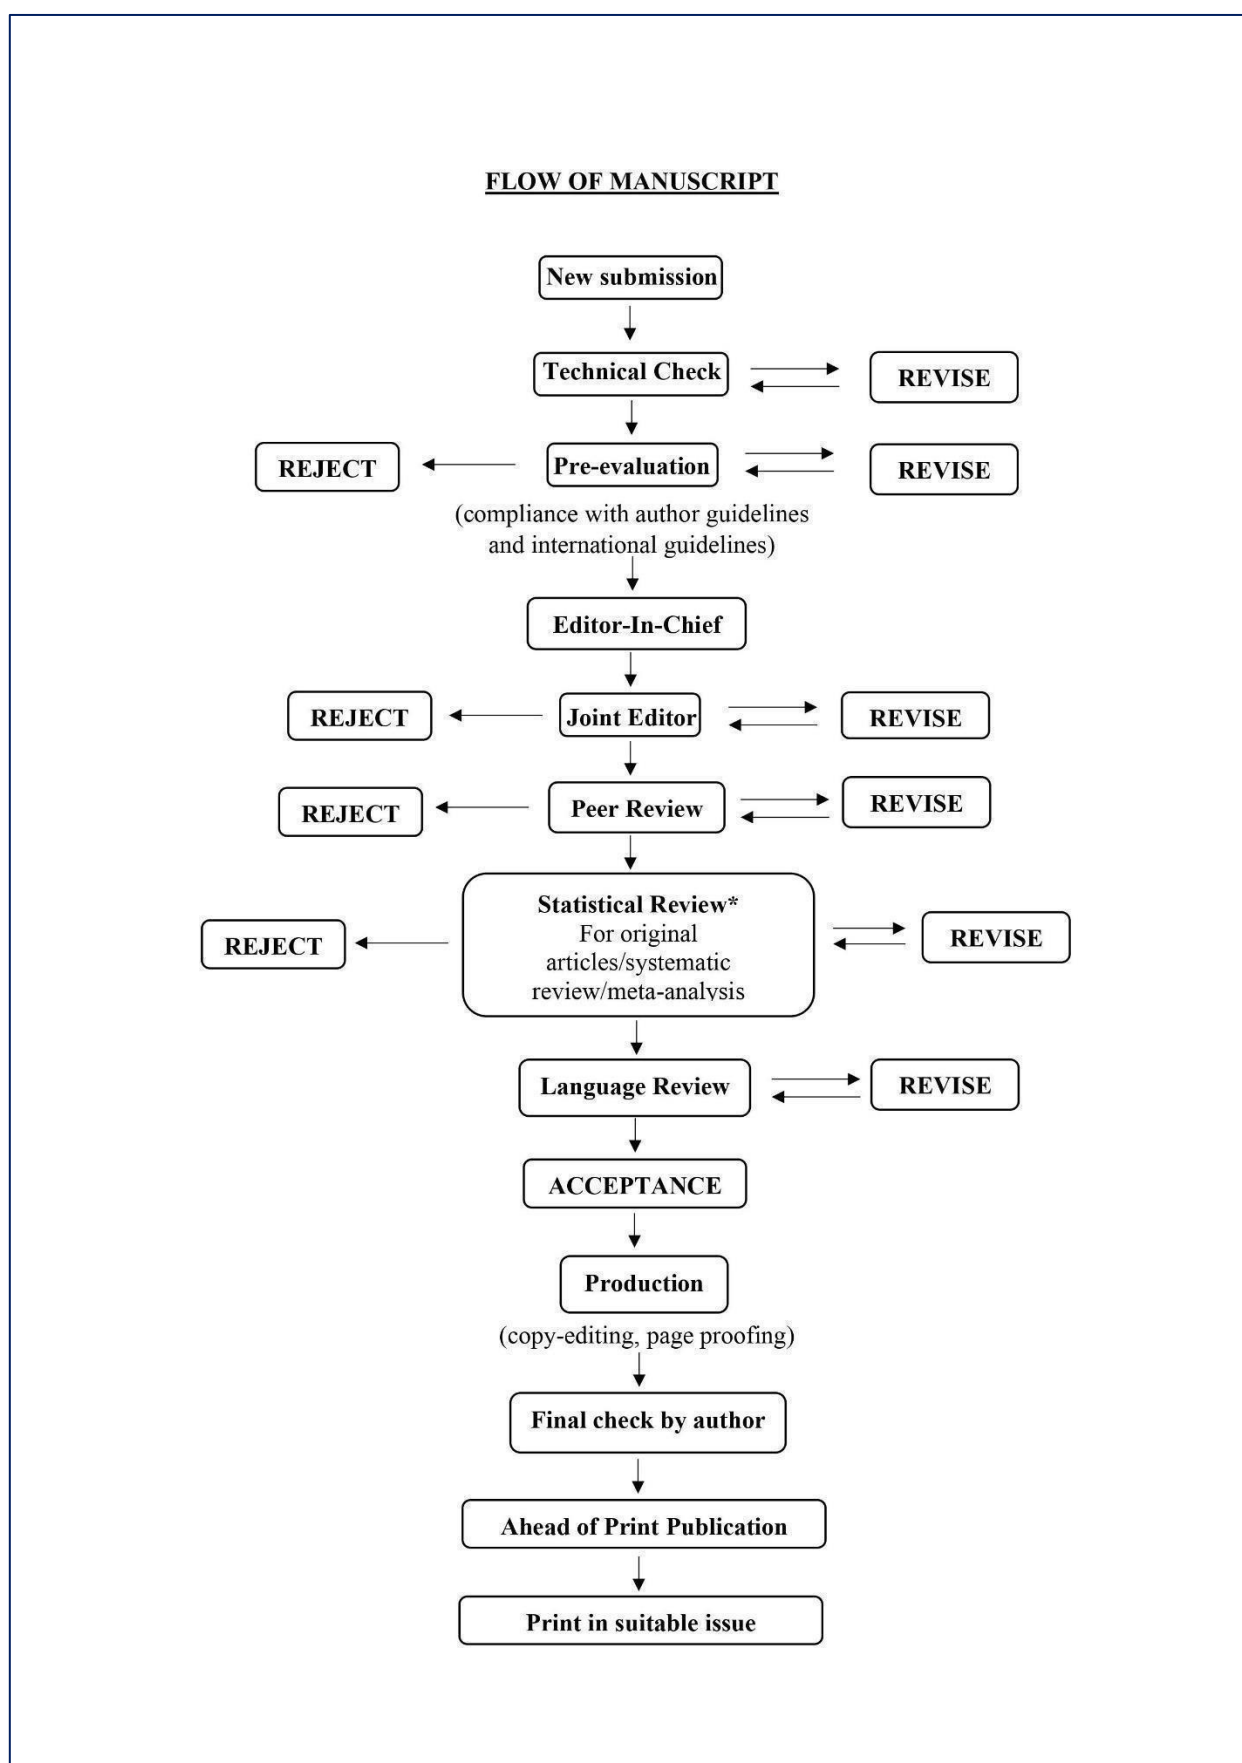 FLOW OF MANUSCRIPT
New submission
Technical Check
REVISE
REJECT
Pre-evaluation
REVISE
(compliance with author guidelines
and international guidelines)
Editor-In-Chief
REJECT
Joint Editor
REVISE
REJECT
Peer Review
REVISE
Statistical Review*
For original
articles/systematic
review/meta-analysis
REJECT
REVISE
Language Review
REVISE
ACCEPTANCE
Production
(copy-editing, page proofing)
Final check by author
Ahead of Print Publication
Print in suitable issue